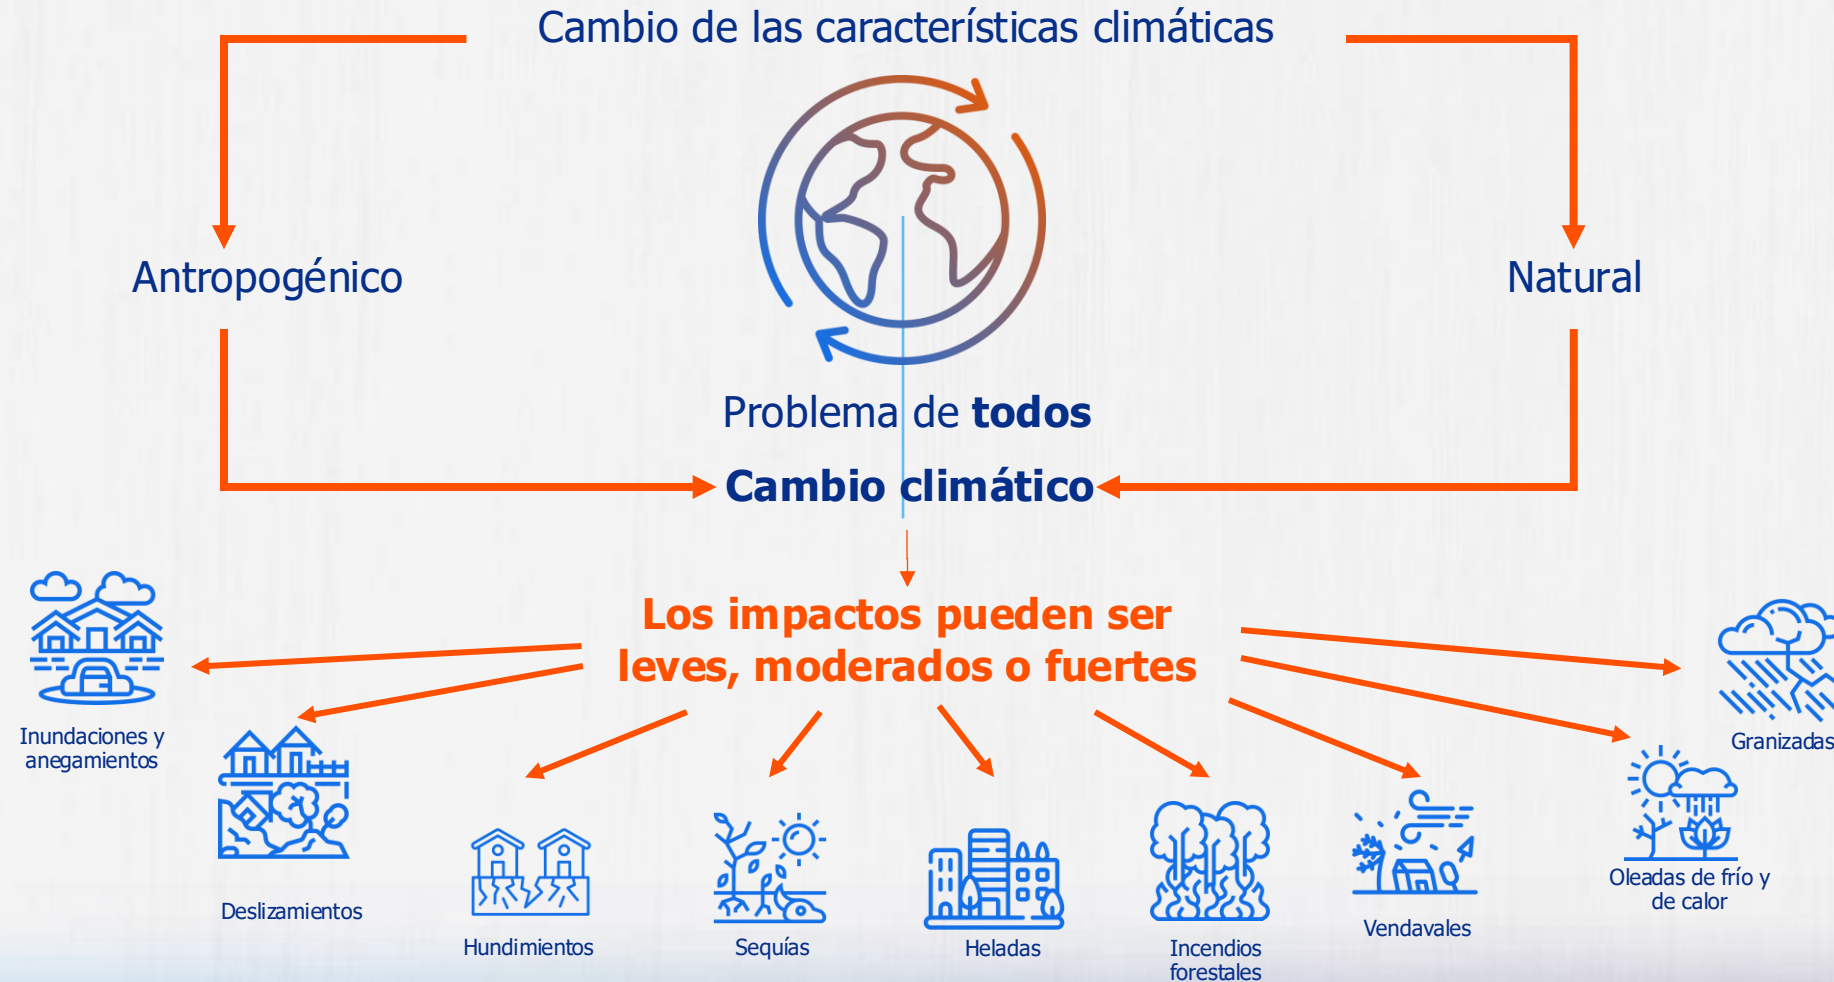 Cambio de las características climáticas
Antropogénico
Natural
Problema de todos
Cambio climático
Los impactos pueden ser
leves, moderados o fuertes
Inundaciones y
anegamientos
Deslizamientos
Hundimientos
Sequías
Heladas
Incendios
forestales
Vendavales
Oleadas de frío y
de calor
Granizadas